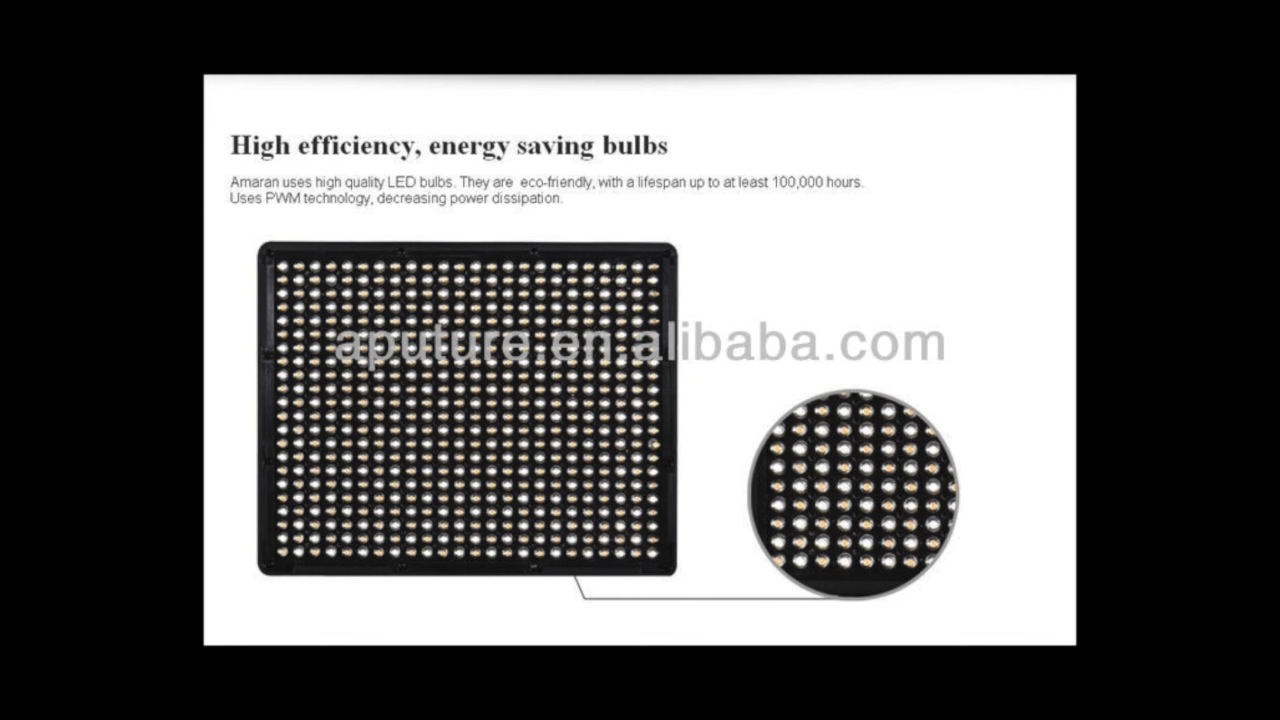 High efficiency, energy saving bulbs
Amaran uses high quality LED bulbs. They are eco-friendly, with a lifespan up to at least 100,000 hours.
Uses PWM technology, decreasing power dissipation.
aputure.en.alibaba.com